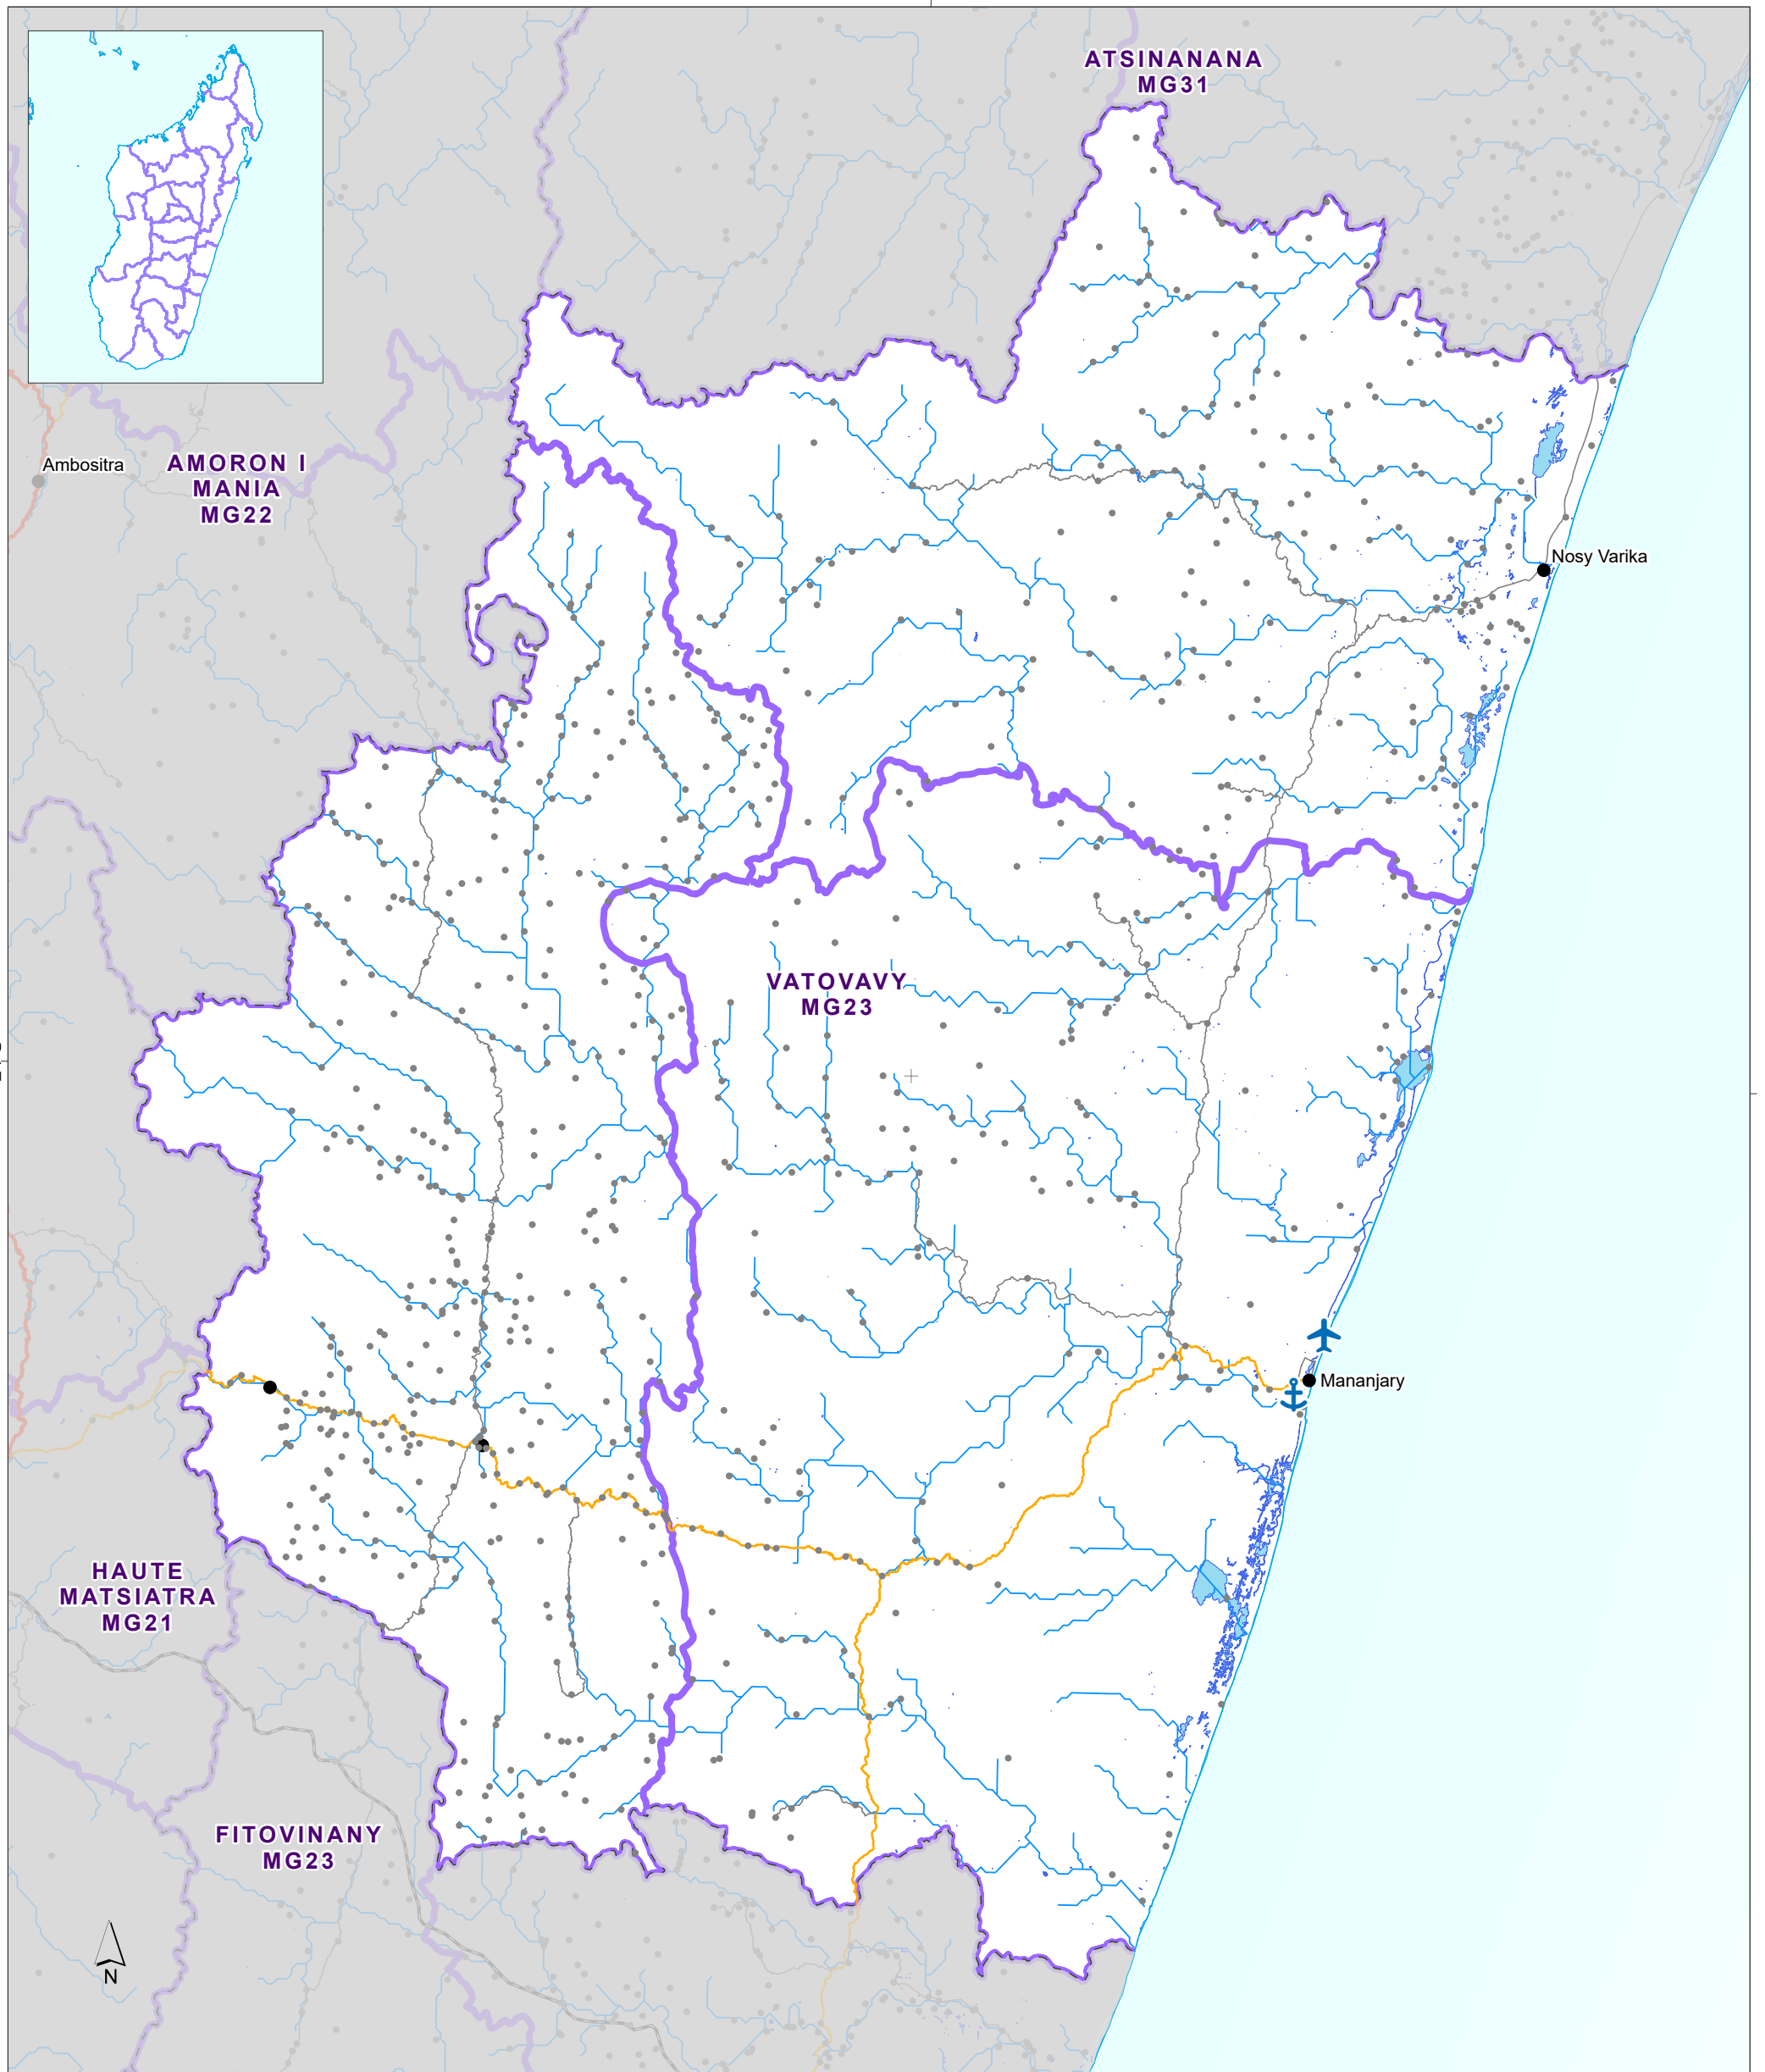 ATSINANANA
MG31
Ambositra
AMORON I
MANIA
MG22
Nosy Varika
VATOVAVY
MG23
Mananjary
HAUTE
MATSIATRA
MG21
FITOVINANY
MG23
N